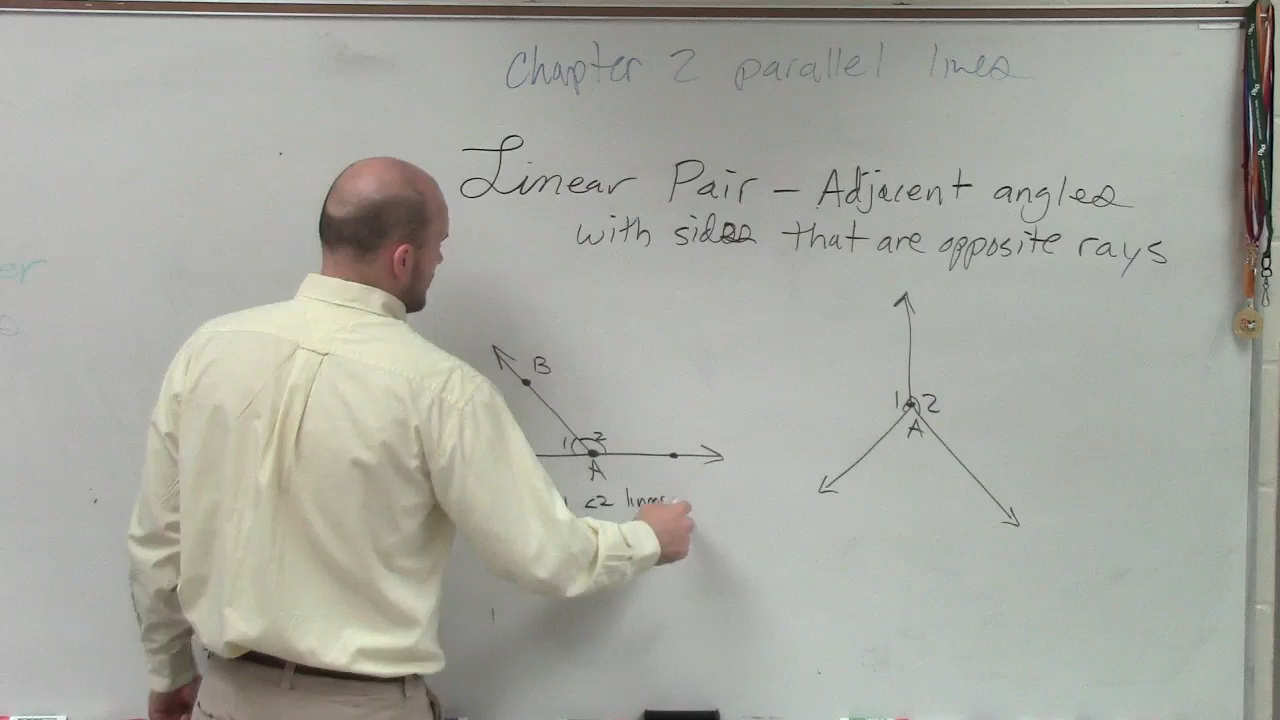 Chapter 2 parallel lines
Linear Pair - Adjacent angles
with sides that are opposite rays
B
1 2
A
<2
1 2
A